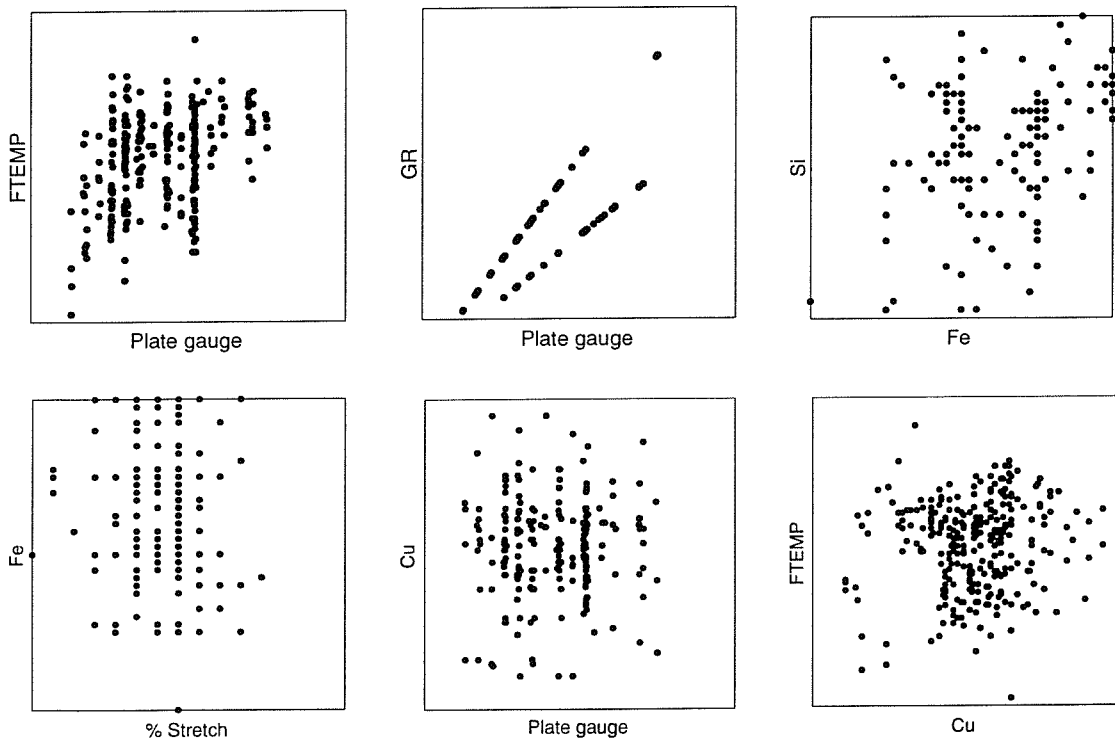 FTEMP
Plate gauge
GR
Plate gauge
Si
Fe
Fe
% Stretch
Cu
Plate gauge
FTEMP
Cu